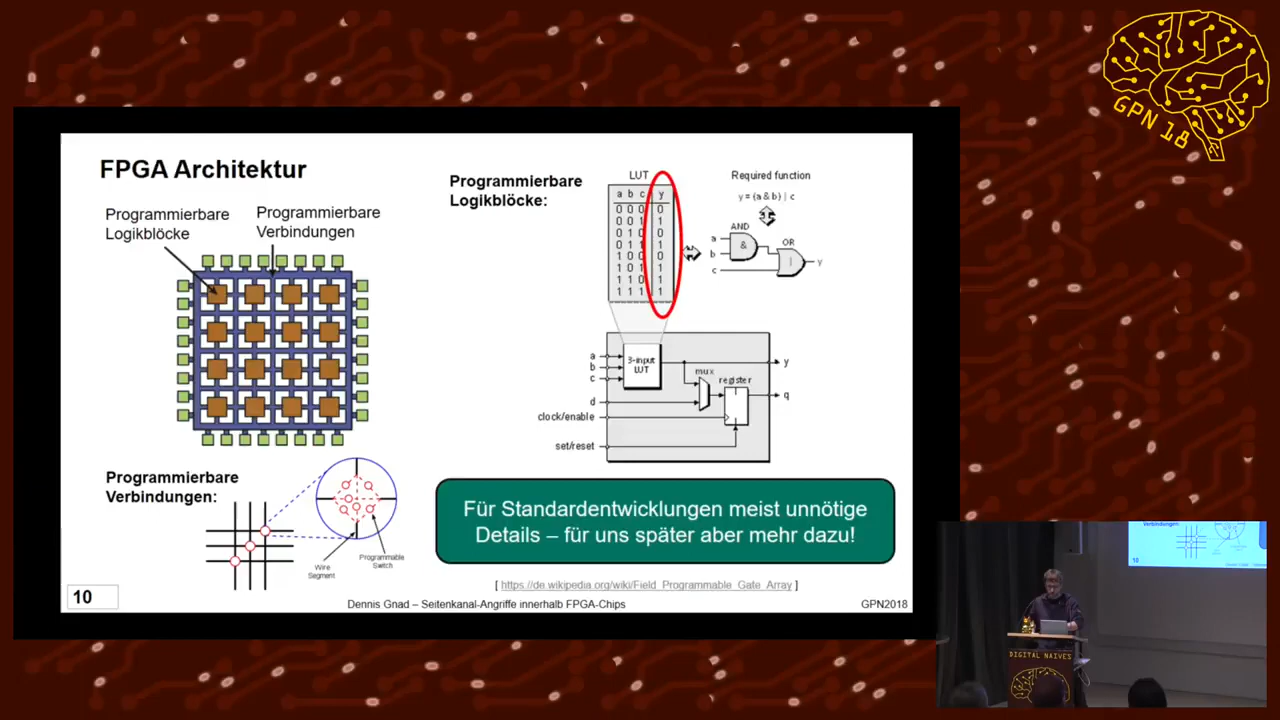 GPN 18
FPGA Architektur
Programmierbare
Logikblöcke
Programmierbare
Verbindungen
Programmierbare
Verbindungen:
Wire
Segment
Programmable
Switch
Programmierbare
Logikblöcke:
LUT
a b c y
0 0 0 0
0 0 1 1
0 1 0 0
0 1 1 1
1 0 0 0
1 0 1 1
1 1 0 1
1 1 1 1
Required function
y = (a & b) | c
AND
a
&
b
OR
|
y
c
a
b
c
3-input
LUT
mux
register
y
q
d
clock/enable
set/reset
Für Standardentwicklungen meist unnötige
Details – für uns später aber mehr dazu!
[ https://de.wikipedia.org/wiki/Field_Programmable_Gate_Array ]
10
Dennis Gnad – Seitenkanal-Angriffe innerhalb FPGA-Chips
GPN2018
Verbindungen:
10
DIGITAL NAIVES